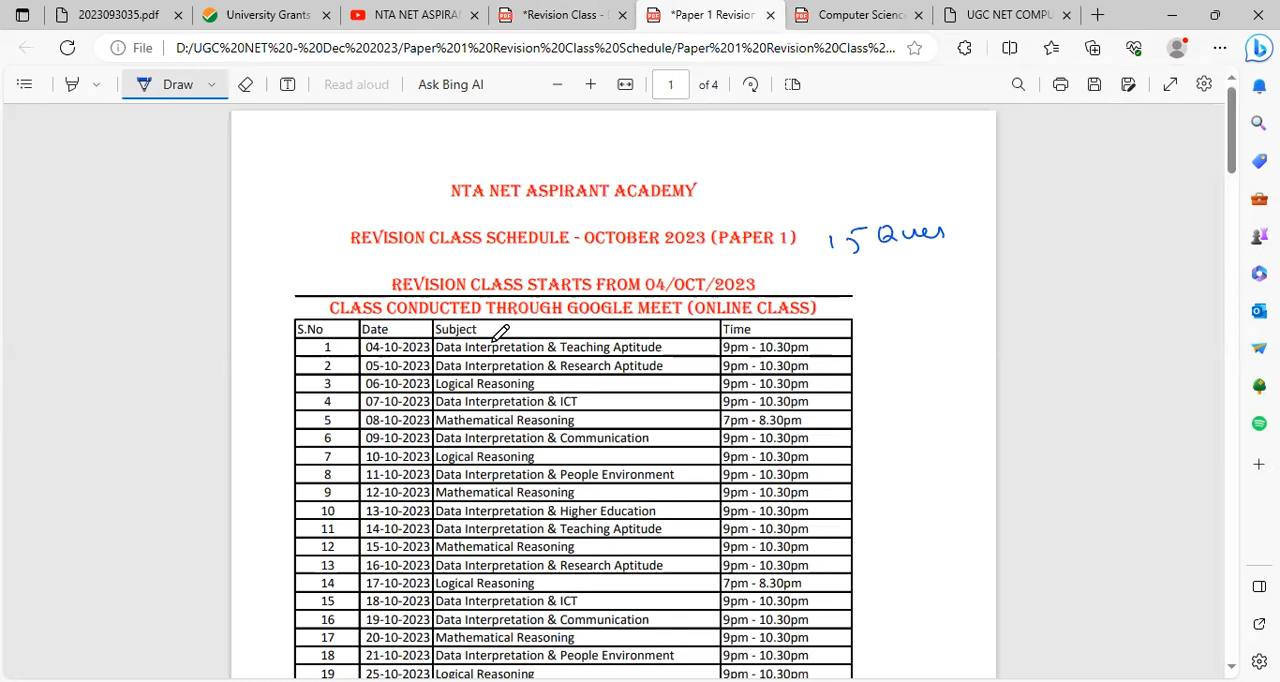 2023093035.pdf
University Grants
NTA NET ASPIRAN
*Revision Class -
*Paper 1 Revision
Computer Scienc
UGC NET COMPU
File
D:/UGC%20NET%20-%20Dec%202023/Paper%201%20Revision%20Class%20Schedule/Paper%201%20Revision%20Class%2...
Draw
Read aloud
Ask Bing AI
1
of 4
NTA NET ASPIRANT ACADEMY
REVISION CLASS SCHEDULE - OCTOBER 2023 (PAPER 1)
15 Ques
REVISION CLASS STARTS FROM 04/OCT/2023
CLASS CONDUCTED THROUGH GOOGLE MEET (ONLINE CLASS)
S.No Date Subject Time
1 04-10-2023 Data Interpretation & Teaching Aptitude 9pm - 10.30pm
2 05-10-2023 Data Interpretation & Research Aptitude 9pm - 10.30pm
3 06-10-2023 Logical Reasoning 9pm - 10.30pm
4 07-10-2023 Data Interpretation & ICT 9pm - 10.30pm
5 08-10-2023 Mathematical Reasoning 7pm - 8.30pm
6 09-10-2023 Data Interpretation & Communication 9pm - 10.30pm
7 10-10-2023 Logical Reasoning 9pm - 10.30pm
8 11-10-2023 Data Interpretation & People Environment 9pm - 10.30pm
9 12-10-2023 Mathematical Reasoning 9pm - 10.30pm
10 13-10-2023 Data Interpretation & Higher Education 9pm - 10.30pm
11 14-10-2023 Data Interpretation & Teaching Aptitude 9pm - 10.30pm
12 15-10-2023 Mathematical Reasoning 9pm - 10.30pm
13 16-10-2023 Data Interpretation & Research Aptitude 9pm - 10.30pm
14 17-10-2023 Logical Reasoning 7pm - 8.30pm
15 18-10-2023 Data Interpretation & ICT 9pm - 10.30pm
16 19-10-2023 Data Interpretation & Communication 9pm - 10.30pm
17 20-10-2023 Mathematical Reasoning 9pm - 10.30pm
18 21-10-2023 Data Interpretation & People Environment 9pm - 10.30pm
19 25-10-2023 Logical Reasoning 9pm - 10.30pm